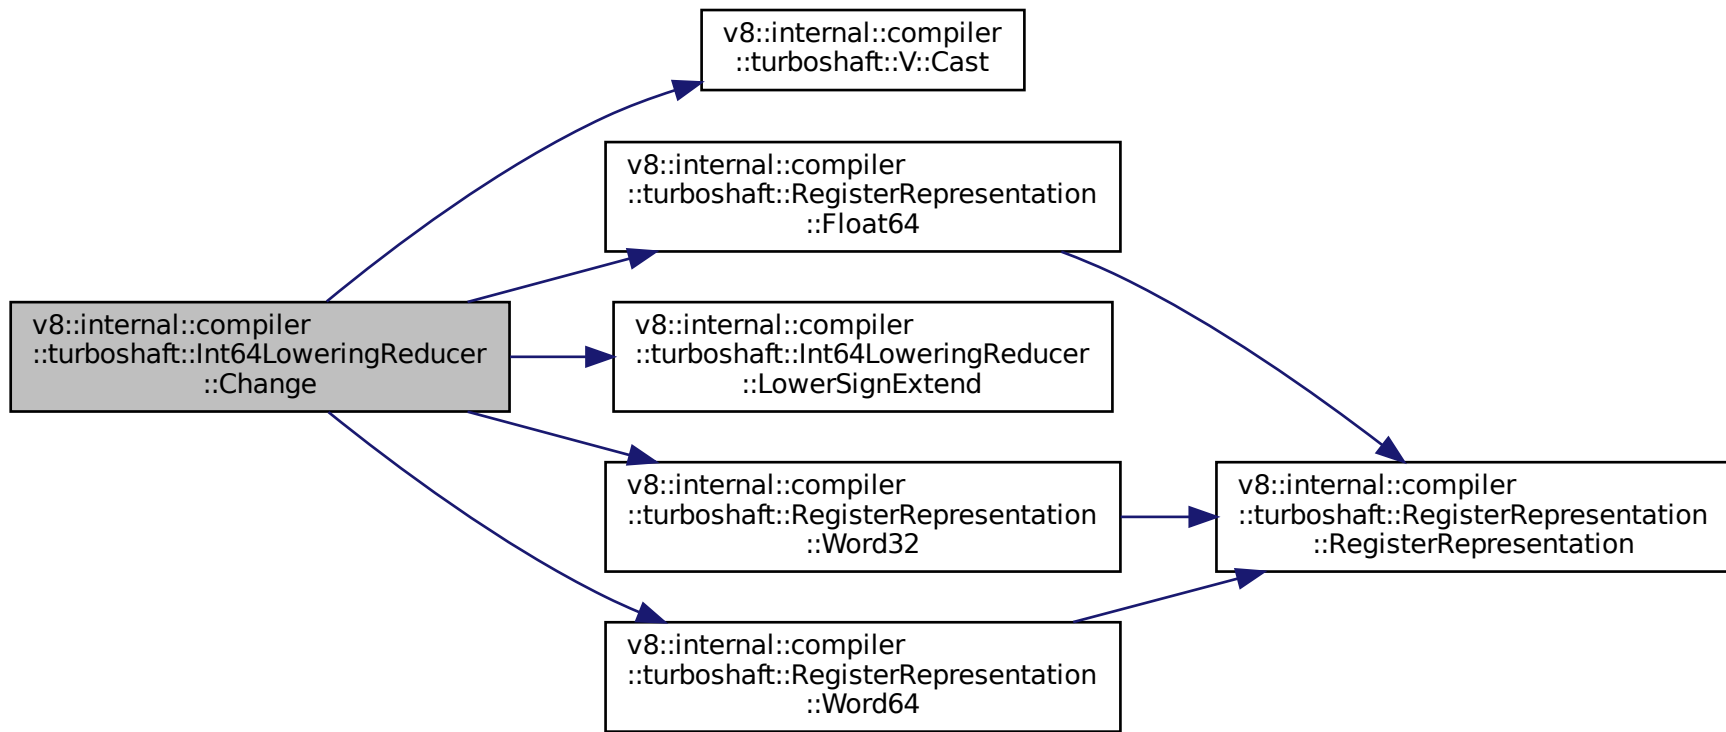 v8::internal::compiler
::turboshaft::V::Cast
v8::internal::compiler
::turboshaft::RegisterRepresentation
::Float64
v8::internal::compiler
::turboshaft::Int64LoweringReducer
::Change
v8::internal::compiler
::turboshaft::Int64LoweringReducer
::LowerSignExtend
v8::internal::compiler
::turboshaft::RegisterRepresentation
::Word32
v8::internal::compiler
::turboshaft::RegisterRepresentation
::RegisterRepresentation
v8::internal::compiler
::turboshaft::RegisterRepresentation
::Word64